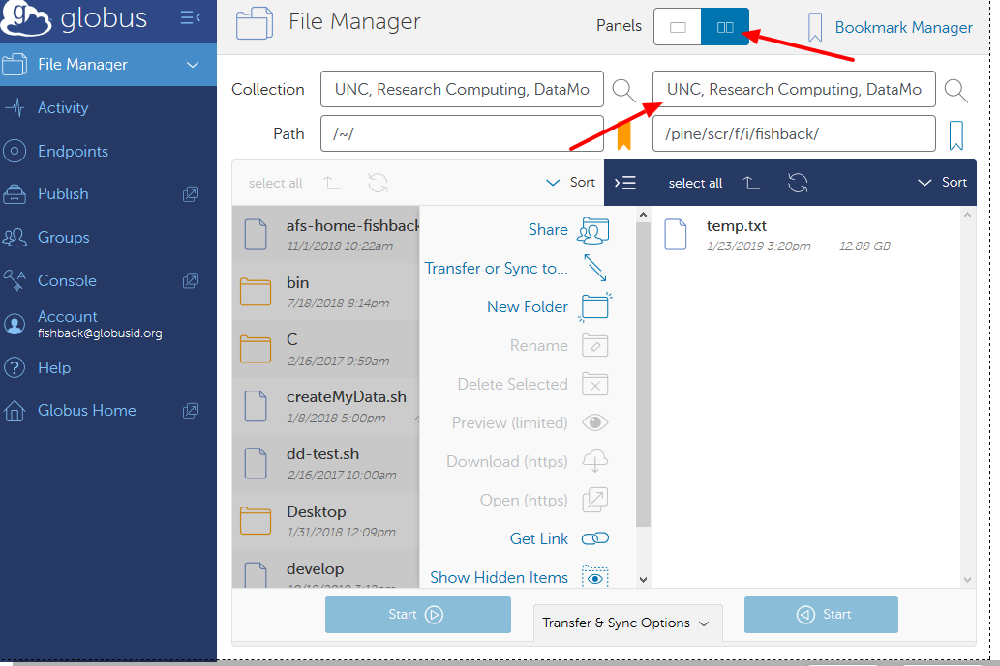 globus
File Manager
Activity
Endpoints
Publish
Groups
Console
Account
fishback@globusid.org
Help
Globus Home
File Manager
Panels
Bookmark Manager
Collection
UNC, Research Computing, DataMo
UNC, Research Computing, DataMo
Path
/~/
/pine/scr/f/i/fishback/
select all
Sort
select all
Sort
afs-home-fishback
11/1/2018 10:22am
bin
7/18/2018 8:14pm
C
2/16/2017 9:59am
createMyData.sh
1/8/2018 5:00pm
dd-test.sh
2/16/2017 10:00am
Desktop
1/31/2018 12:09pm
develop
Share
Transfer or Sync to...
New Folder
Rename
Delete Selected
Preview (limited)
Download (https)
Open (https)
Get Link
Show Hidden Items
temp.txt
1/23/2019 3:20pm 12.88 GB
Start
Transfer & Sync Options
Start